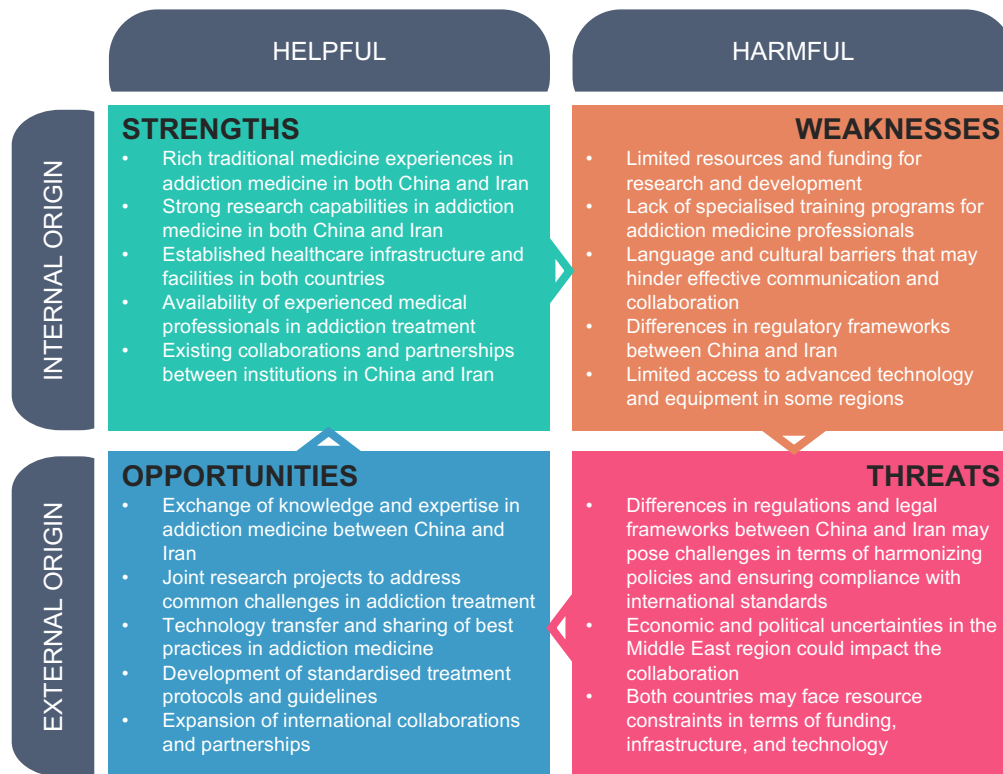 HELPFUL
HARMFUL
INTERNAL ORIGIN
STRENGTHS
• Rich traditional medicine experiences in
addiction medicine in both China and Iran
• Strong research capabilities in addiction
medicine in both China and Iran
• Established healthcare infrastructure and
facilities in both countries
• Availability of experienced medical
professionals in addiction treatment
• Existing collaborations and partnerships
between institutions in China and Iran
WEAKNESSES
• Limited resources and funding for
research and development
• Lack of specialised training programs for
addiction medicine professionals
• Language and cultural barriers that may
hinder effective communication and
collaboration
• Differences in regulatory frameworks
between China and Iran
• Limited access to advanced technology
and equipment in some regions
EXTERNAL ORIGIN
OPPORTUNITIES
• Exchange of knowledge and expertise in
addiction medicine between China and
Iran
• Joint research projects to address
common challenges in addiction treatment
• Technology transfer and sharing of best
practices in addiction medicine
• Development of standardised treatment
protocols and guidelines
• Expansion of international collaborations
and partnerships
THREATS
• Differences in regulations and legal
frameworks between China and Iran may
pose challenges in terms of harmonizing
policies and ensuring compliance with
international standards
• Economic and political uncertainties in the
Middle East region could impact the
collaboration
• Both countries may face resource
constraints in terms of funding,
infrastructure, and technology